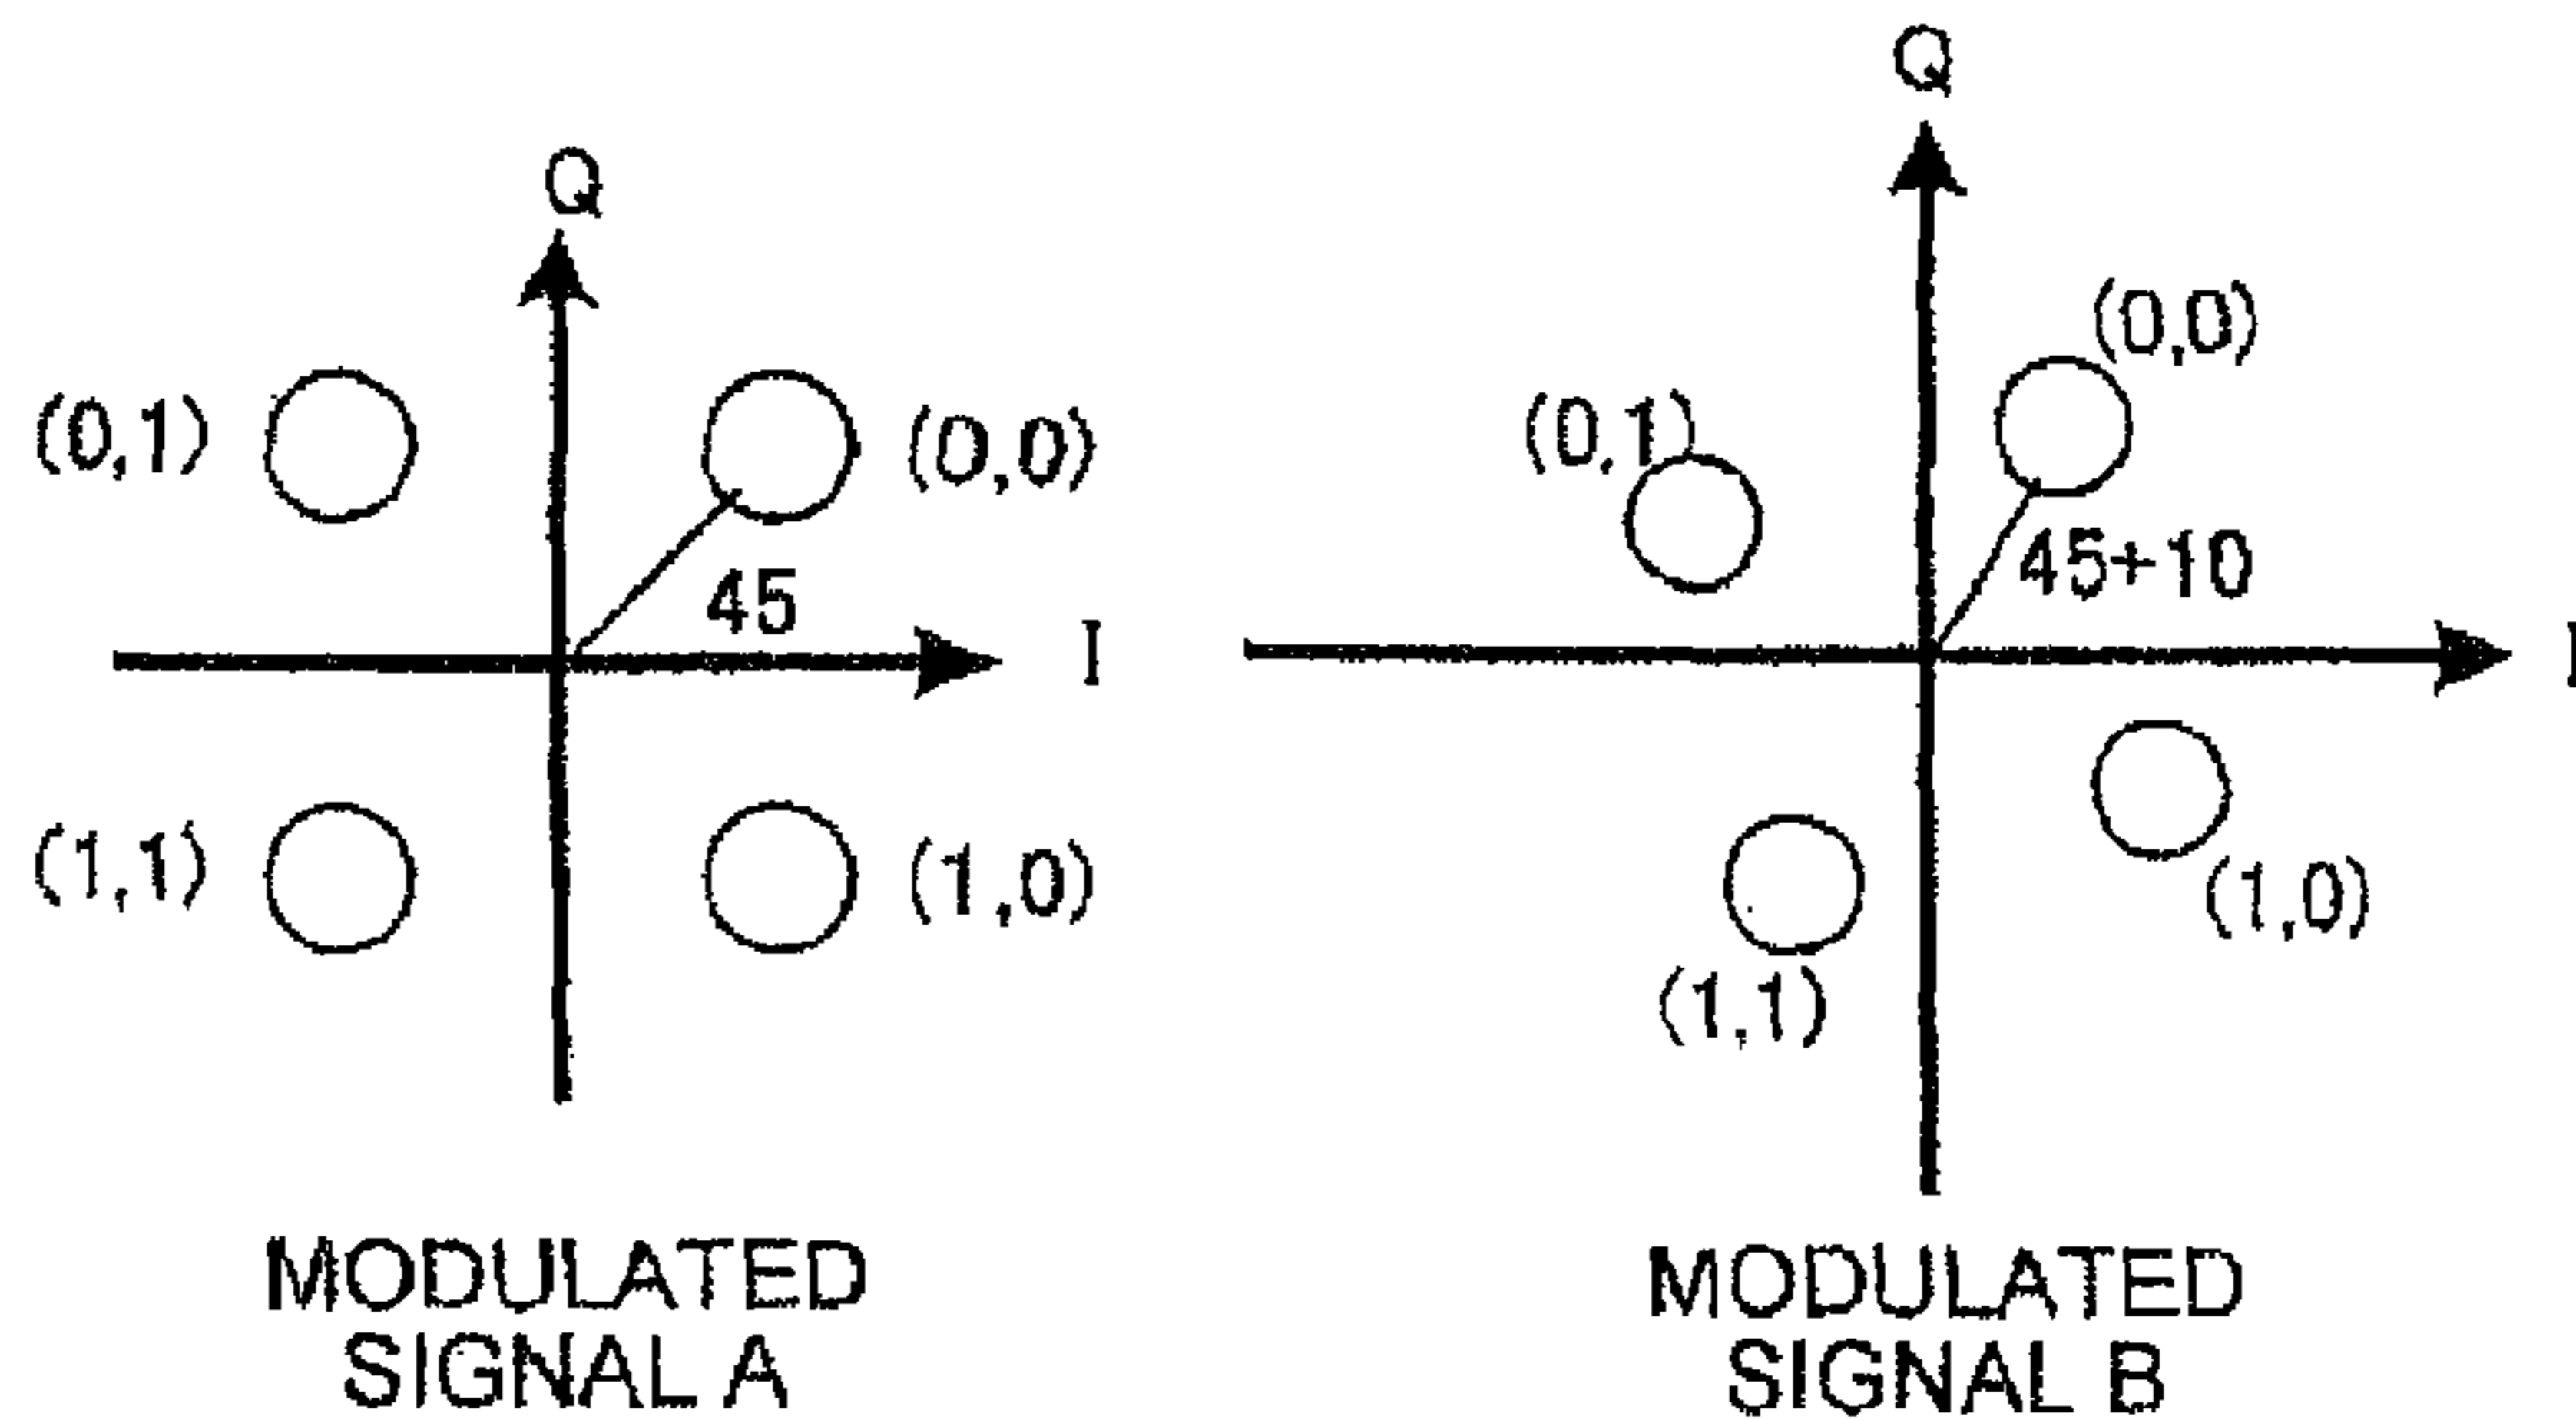 Q
(0,1)
(0,0)
45
I
(1,1)
(1,0)
MODULATED
SIGNAL A
Q
(0,0)
(0,1)
45+10
I
(1,0)
(1,1)
MODULATED
SIGNAL B